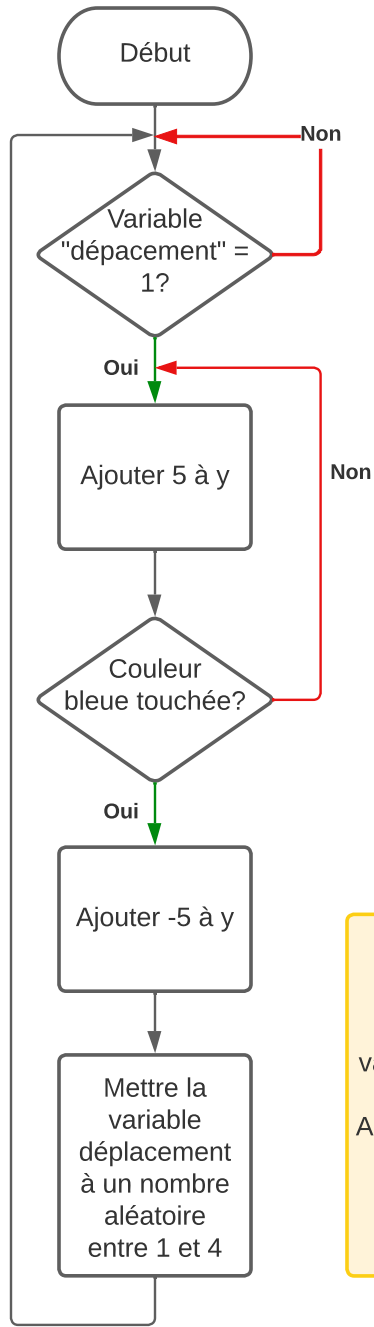 Début
Non
Variable
"dépacement" =
1?
Oui
Ajouter 5 à y
Non
Couleur
bleue touchée?
Oui
Ajouter -5 à y
Mettre la
variable
déplacement
à un nombre
aléatoire
entre 1 et 4